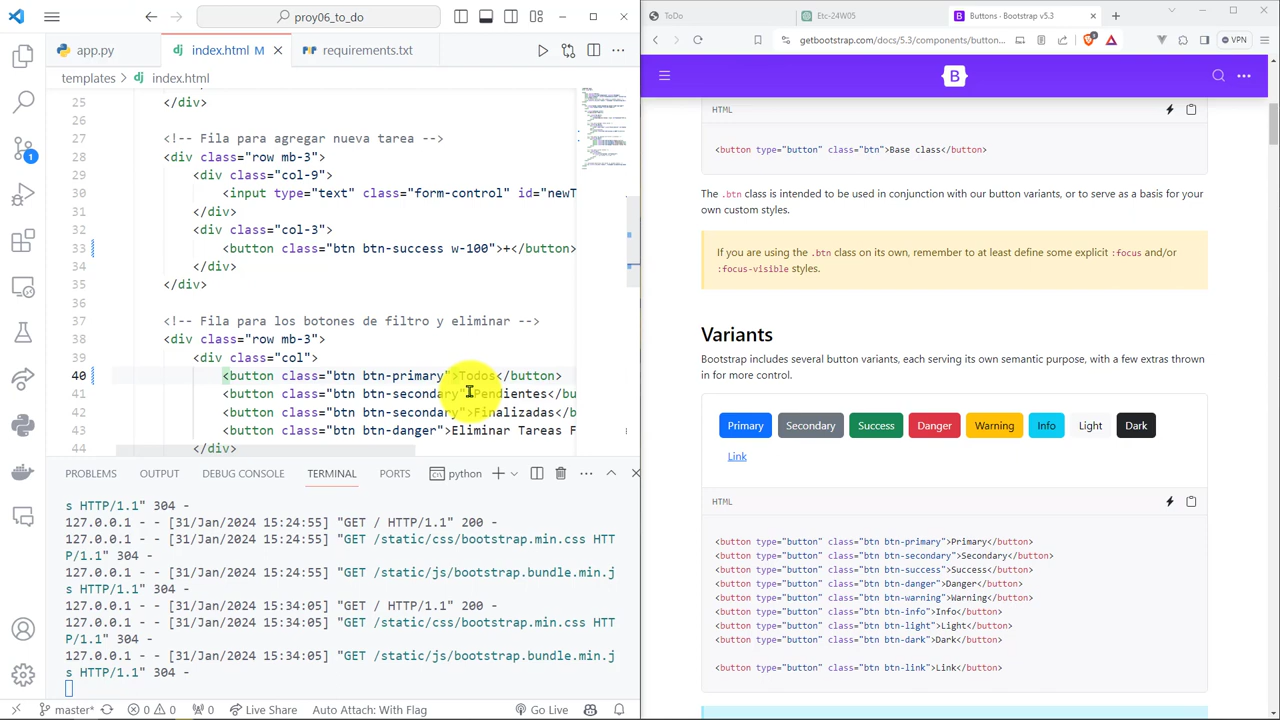 proy06_to_do
app.py
index.html M
requirements.txt
templates > index.html
25 </div>
26
27 <!-- Fila para agregar nuevas tareas -->
28 <div class="row mb-3">
29 <div class="col-9">
30 <input type="text" class="form-control" id="newT
31 </div>
32 <div class="col-3">
33 <button class="btn btn-success w-100">+</button>
34 </div>
35 </div>
36
37 <!-- Fila para los botones de filtro y eliminar -->
38 <div class="row mb-3">
39 <div class="col">
40 <button class="btn btn-primary">Todos</button>
41 <button class="btn btn-secondary">Pendientes</bu
42 <button class="btn btn-secondary">Finalizadas</b
43 <button class="btn btn-danger">Eliminar Tareas F
44 </div>
PROBLEMS OUTPUT DEBUG CONSOLE TERMINAL PORTS python
s HTTP/1.1" 304 -
127.0.0.1 - - [31/Jan/2024 15:24:55] "GET / HTTP/1.1" 200 -
127.0.0.1 - - [31/Jan/2024 15:24:55] "GET /static/css/bootstrap.min.css HTT
P/1.1" 304 -
127.0.0.1 - - [31/Jan/2024 15:24:55] "GET /static/js/bootstrap.bundle.min.j
s HTTP/1.1" 304 -
127.0.0.1 - - [31/Jan/2024 15:34:05] "GET / HTTP/1.1" 200 -
127.0.0.1 - - [31/Jan/2024 15:34:05] "GET /static/css/bootstrap.min.css HTT
P/1.1" 304 -
127.0.0.1 - - [31/Jan/2024 15:34:05] "GET /static/js/bootstrap.bundle.min.j
s HTTP/1.1" 304 -
master* 0 0 0 Live Share Auto Attach: With Flag Go Live
ToDo
Etc-24W05
Buttons · Bootstrap v5.3
getbootstrap.com/docs/5.3/components/button...
VPN
B
HTML
<button type="button" class="btn">Base class</button>
The .btn class is intended to be used in conjunction with our button variants, or to serve as a basis for your
own custom styles.
If you are using the .btn class on its own, remember to at least define some explicit :focus and/or
:focus-visible styles.
Variants
Bootstrap includes several button variants, each serving its own semantic purpose, with a few extras thrown
in for more control.
Primary Secondary Success Danger Warning Info Light Dark
Link
HTML
<button type="button" class="btn btn-primary">Primary</button>
<button type="button" class="btn btn-secondary">Secondary</button>
<button type="button" class="btn btn-success">Success</button>
<button type="button" class="btn btn-danger">Danger</button>
<button type="button" class="btn btn-warning">Warning</button>
<button type="button" class="btn btn-info">Info</button>
<button type="button" class="btn btn-light">Light</button>
<button type="button" class="btn btn-dark">Dark</button>
<button type="button" class="btn btn-link">Link</button>